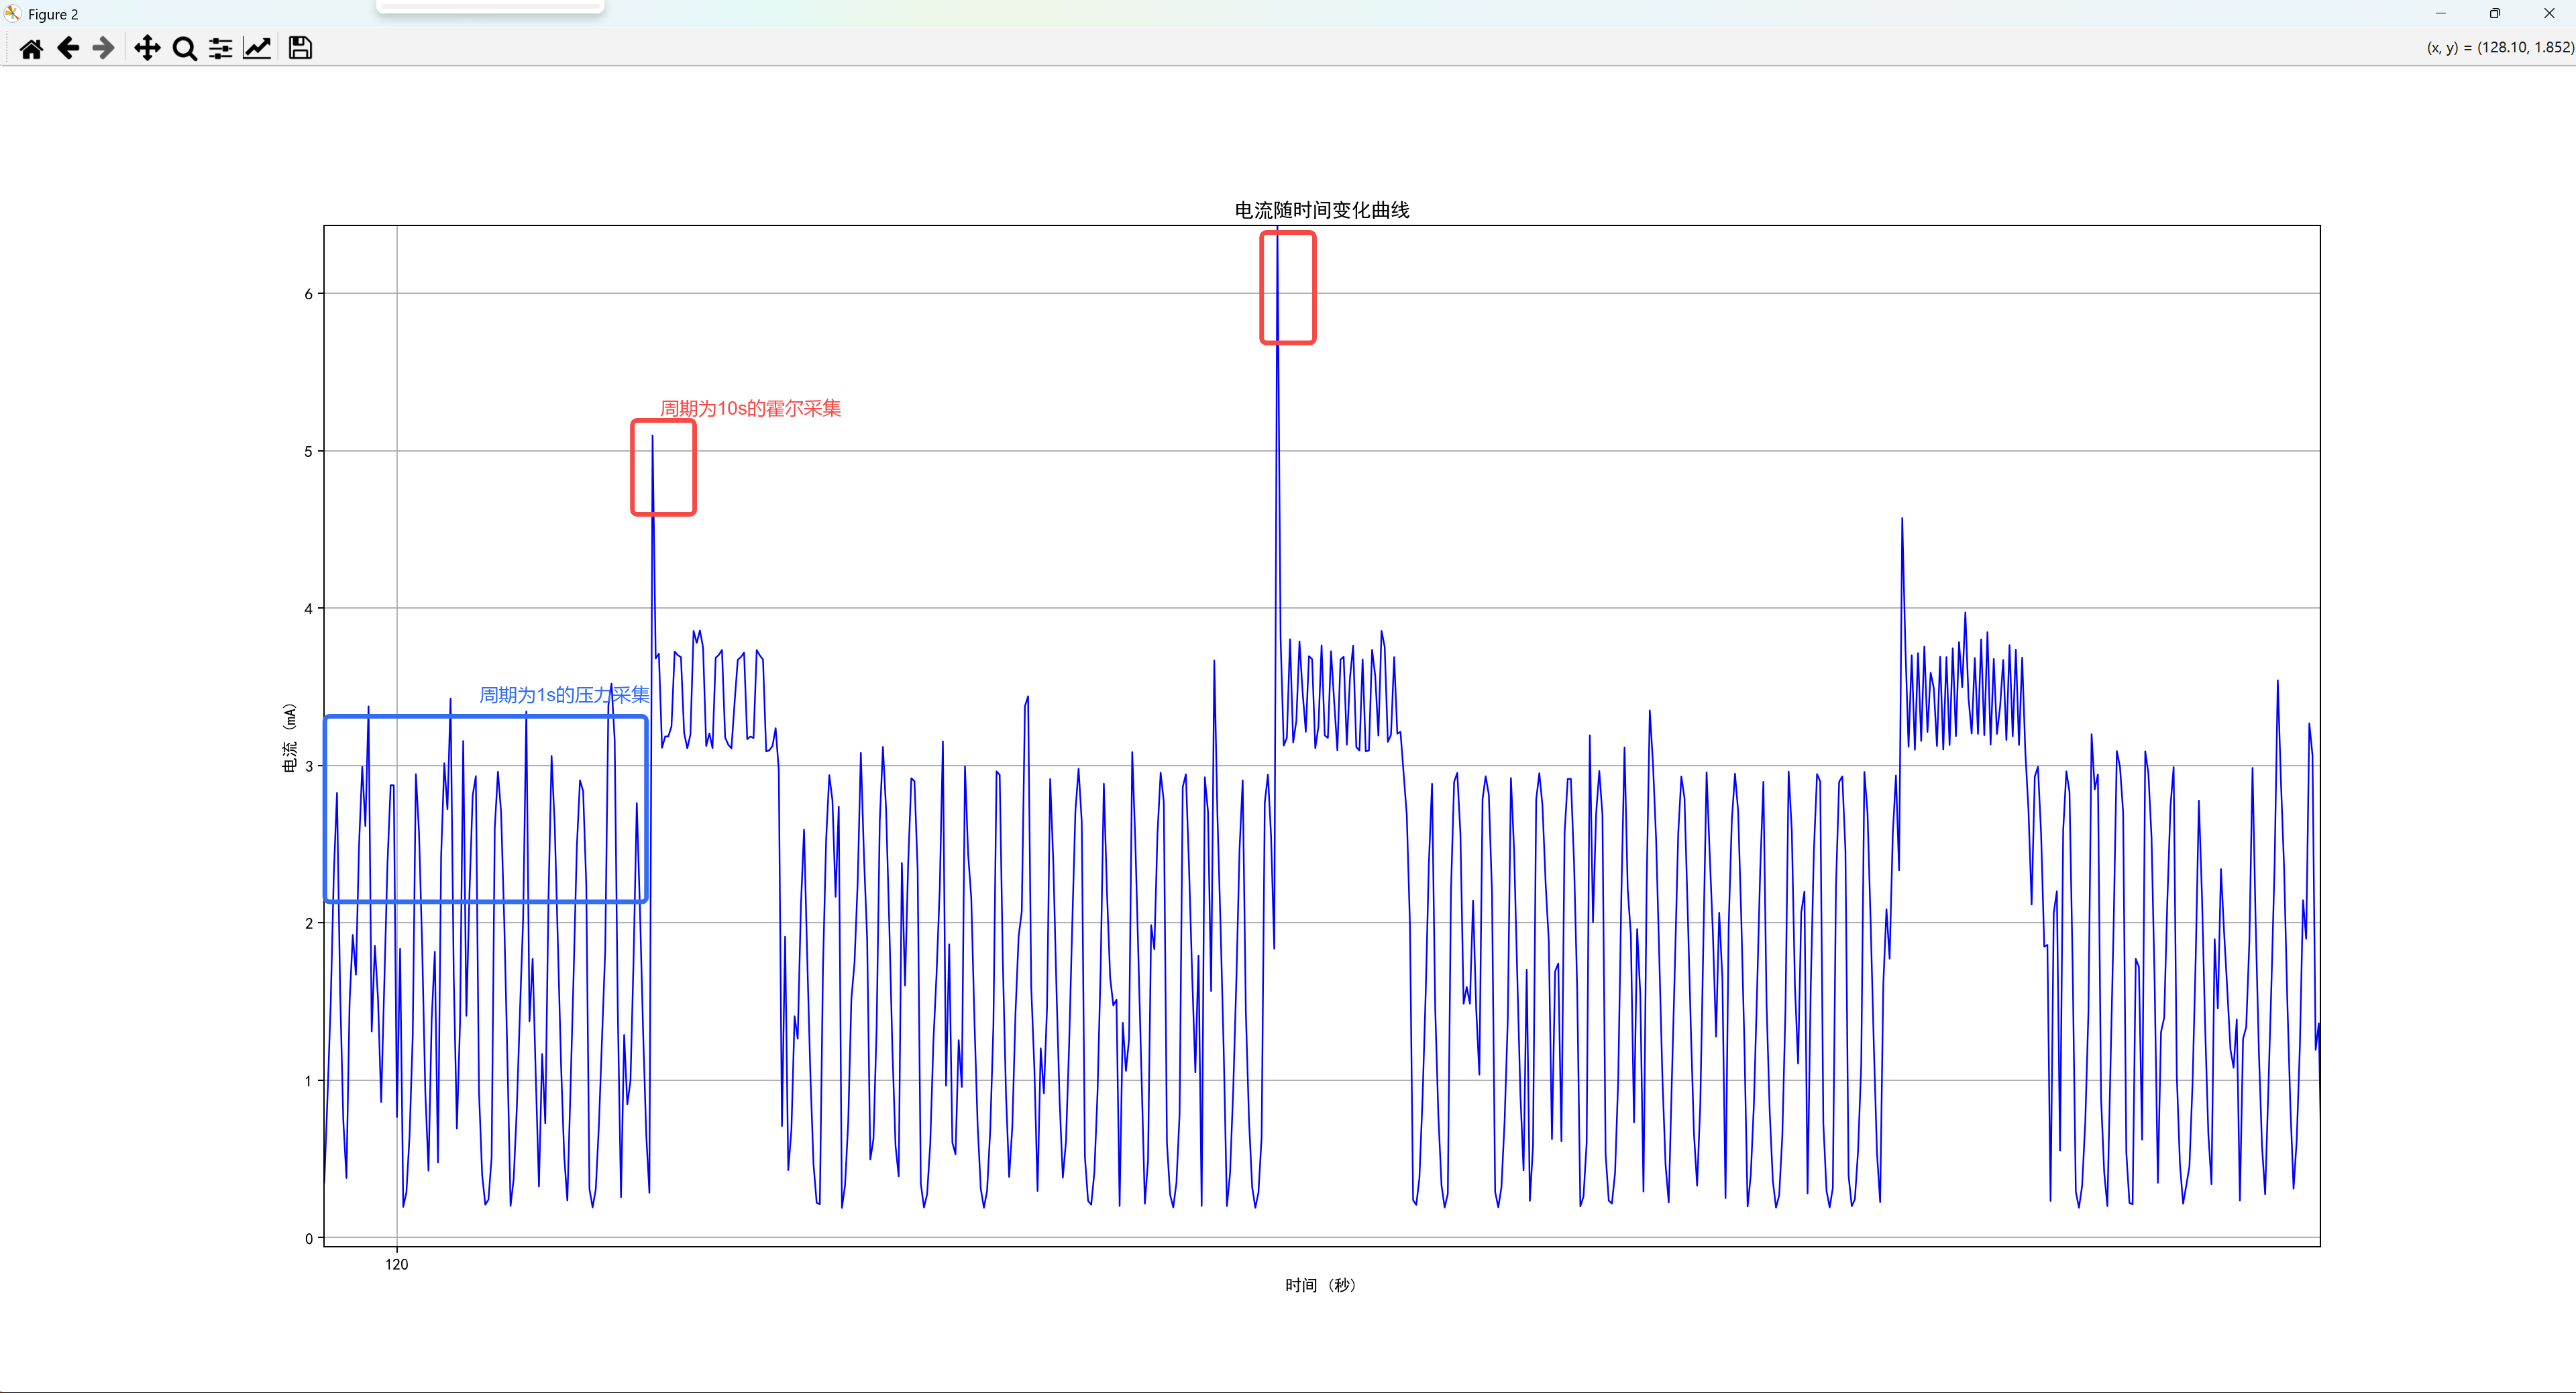 Figure 2
(x, y) = (128.10, 1.852)
电流随时间变化曲线
6
周期为10s的霍尔采集
5
4
周期为1s的压力采集
电流 (mA)
3
2
1
0
120
时间 (秒)